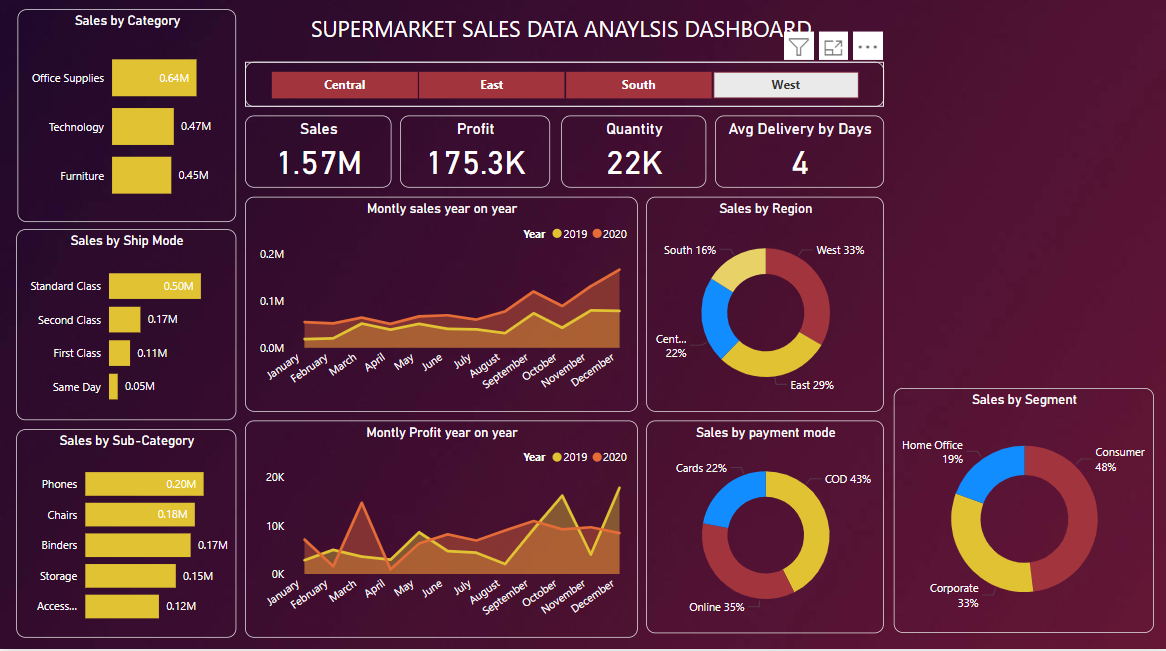 SUPERMARKET SALES DATA ANAYLSIS DASHBOARD
Central East South West
Sales
1.57M
Profit
175.3K
Quantity
22K
Avg Delivery by Days
4
Sales by Category
Office Supplies 0.64M
Technology 0.47M
Furniture 0.45M
Sales by Ship Mode
Standard Class 0.50M
Second Class 0.17M
First Class 0.11M
Same Day 0.05M
Sales by Sub-Category
Phones 0.20M
Chairs 0.18M
Binders 0.17M
Storage 0.15M
Access... 0.12M
Montly sales year on year
Year 2019 2020
0.2M
0.1M
0.0M
January February March April May June July August September October November December
Montly Profit year on year
Year 2019 2020
20K
10K
0K
January February March April May June July August September October November December
Sales by Region
South 16%
West 33%
Cent...
22%
East 29%
Sales by payment mode
Cards 22%
COD 43%
Online 35%
Sales by Segment
Home Office
19%
Consumer
48%
Corporate
33%